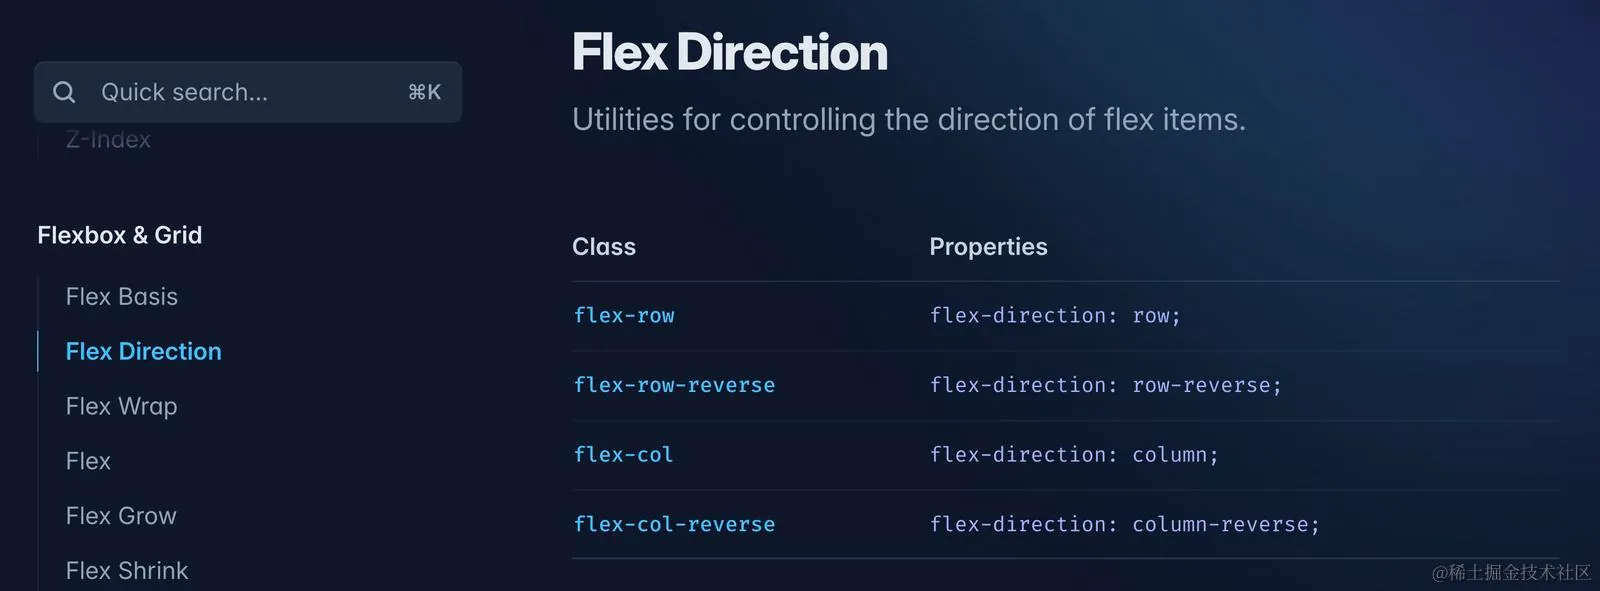 Quick search... ⌘K
Z-Index
Flexbox & Grid
Flex Basis
Flex Direction
Flex Wrap
Flex
Flex Grow
Flex Shrink
Flex Direction
Utilities for controlling the direction of flex items.
Class Properties
flex-row flex-direction: row;
flex-row-reverse flex-direction: row-reverse;
flex-col flex-direction: column;
flex-col-reverse flex-direction: column-reverse;
@稀土掘金技术社区